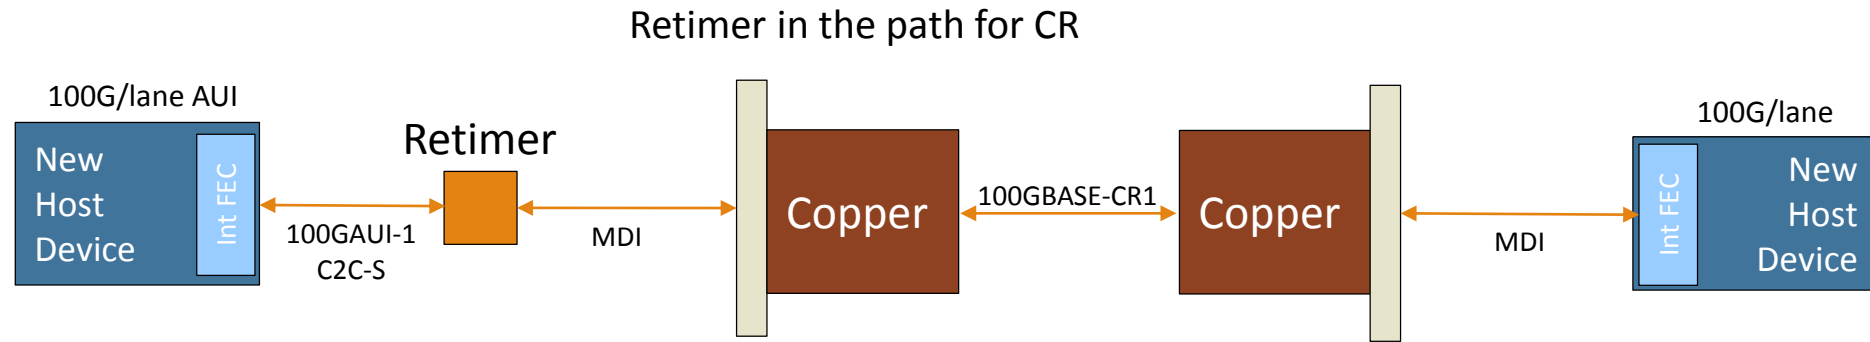 Retimer in the path for CR
100G/lane AUI
New
Host
Device
Int FEC
100GAUI-1
C2C-S
Retimer
MDI
Copper
100GBASE-CR1
Copper
MDI
100G/lane
Int FEC
New
Host
Device